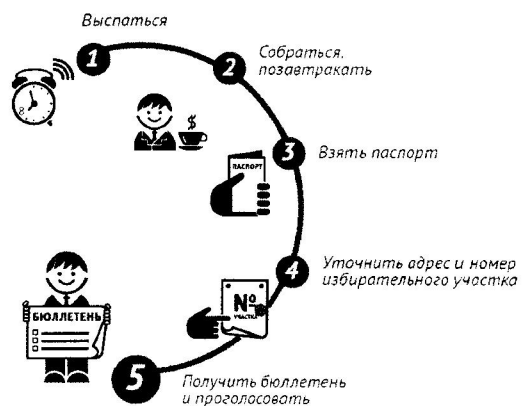 Выспаться
1
2
Собраться,
позавтракать
8
$
3
Взять паспорт
ПАСПОРТ
4
Уточнить адрес и номер
избирательного участка
№
УЧАСТКА
БЮЛЛЕТЕНЬ
5
Получить бюллетень
и проголосовать